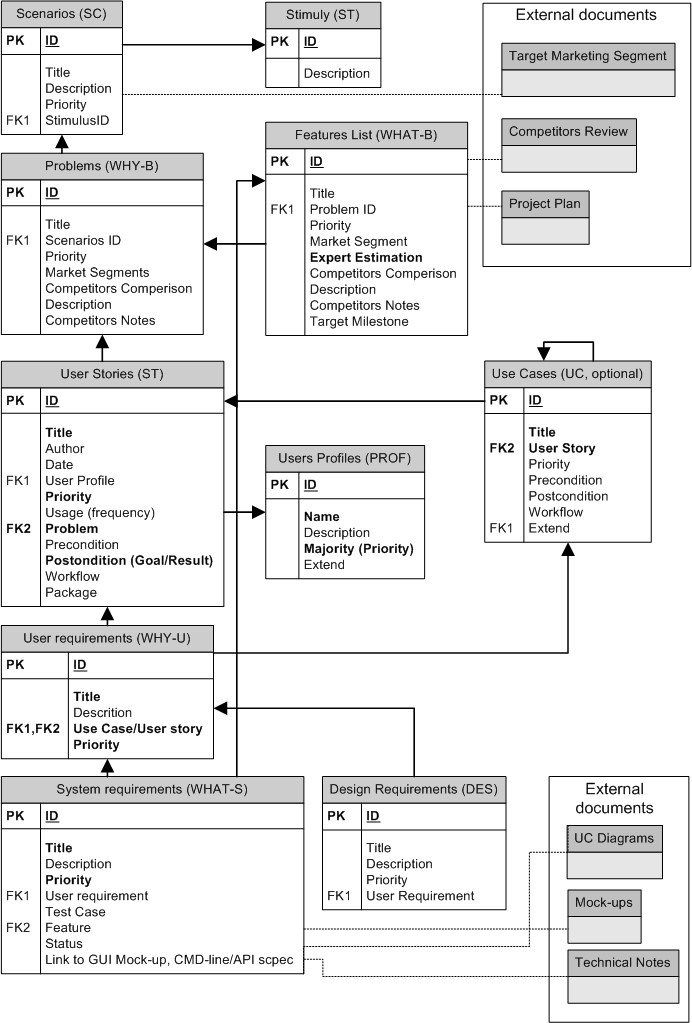 Scenarios (SC)
PK ID
Title
Description
Priority
FK1 StimulusID
Stimuly (ST)
PK ID
Description
External documents
Target Marketing Segment
Competitors Review
Project Plan
Problems (WHY-B)
PK ID
Title
FK1 Scenarios ID
Priority
Market Segments
Competitors Comparison
Description
Competitors Notes
Features List (WHAT-B)
PK ID
Title
FK1 Problem ID
Priority
Market Segment
Expert Estimation
Competitors Comparison
Description
Competitors Notes
Target Milestone
User Stories (ST)
PK ID
Title
Author
Date
FK1 User Profile
Priority
Usage (frequency)
FK2 Problem
Precondition
Postondition (Goal/Result)
Workflow
Package
Users Profiles (PROF)
PK ID
Name
Description
Majority (Priority)
Extend
Use Cases (UC, optional)
PK ID
Title
FK2 User Story
Priority
Precondition
Postcondition
Workflow
FK1 Extend
User requirements (WHY-U)
PK ID
Title
Descrition
FK1,FK2 Use Case/User story
Priority
System requirements (WHAT-S)
PK ID
Title
Description
Priority
FK1 User requirement
Test Case
FK2 Feature
Status
Link to GUI Mock-up, CMD-line/API scpec
Design Requirements (DES)
PK ID
Title
Description
Priority
FK1 User Requirement
External
documents
UC Diagrams
Mock-ups
Technical Notes